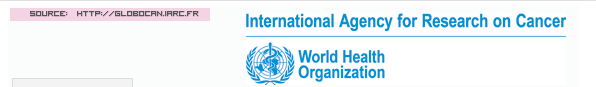 SOURCE: HTTP://GLOBOCAN.IARC.FR
International Agency for Research on Cancer
World Health
Organization